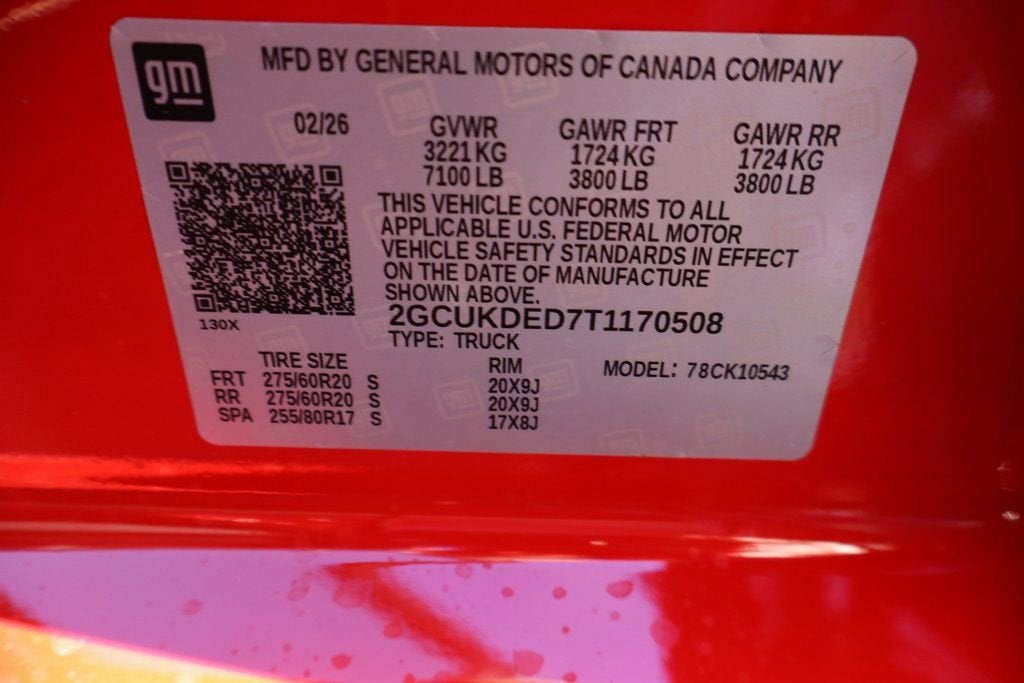 gm
MFD BY GENERAL MOTORS OF CANADA COMPANY
02/26 GVWR GAWR FRT GAWR RR
3221 KG 1724 KG 1724 KG
7100 LB 3800 LB 3800 LB
THIS VEHICLE CONFORMS TO ALL
APPLICABLE U.S. FEDERAL MOTOR
VEHICLE SAFETY STANDARDS IN EFFECT
ON THE DATE OF MANUFACTURE
SHOWN ABOVE.
2GCUKDED7T1170508
130X
TYPE: TRUCK
TIRE SIZE RIM MODEL: 78CK10543
FRT 275/60R20 S 20X9J
RR 275/60R20 S 20X9J
SPA 255/80R17 S 17X8J